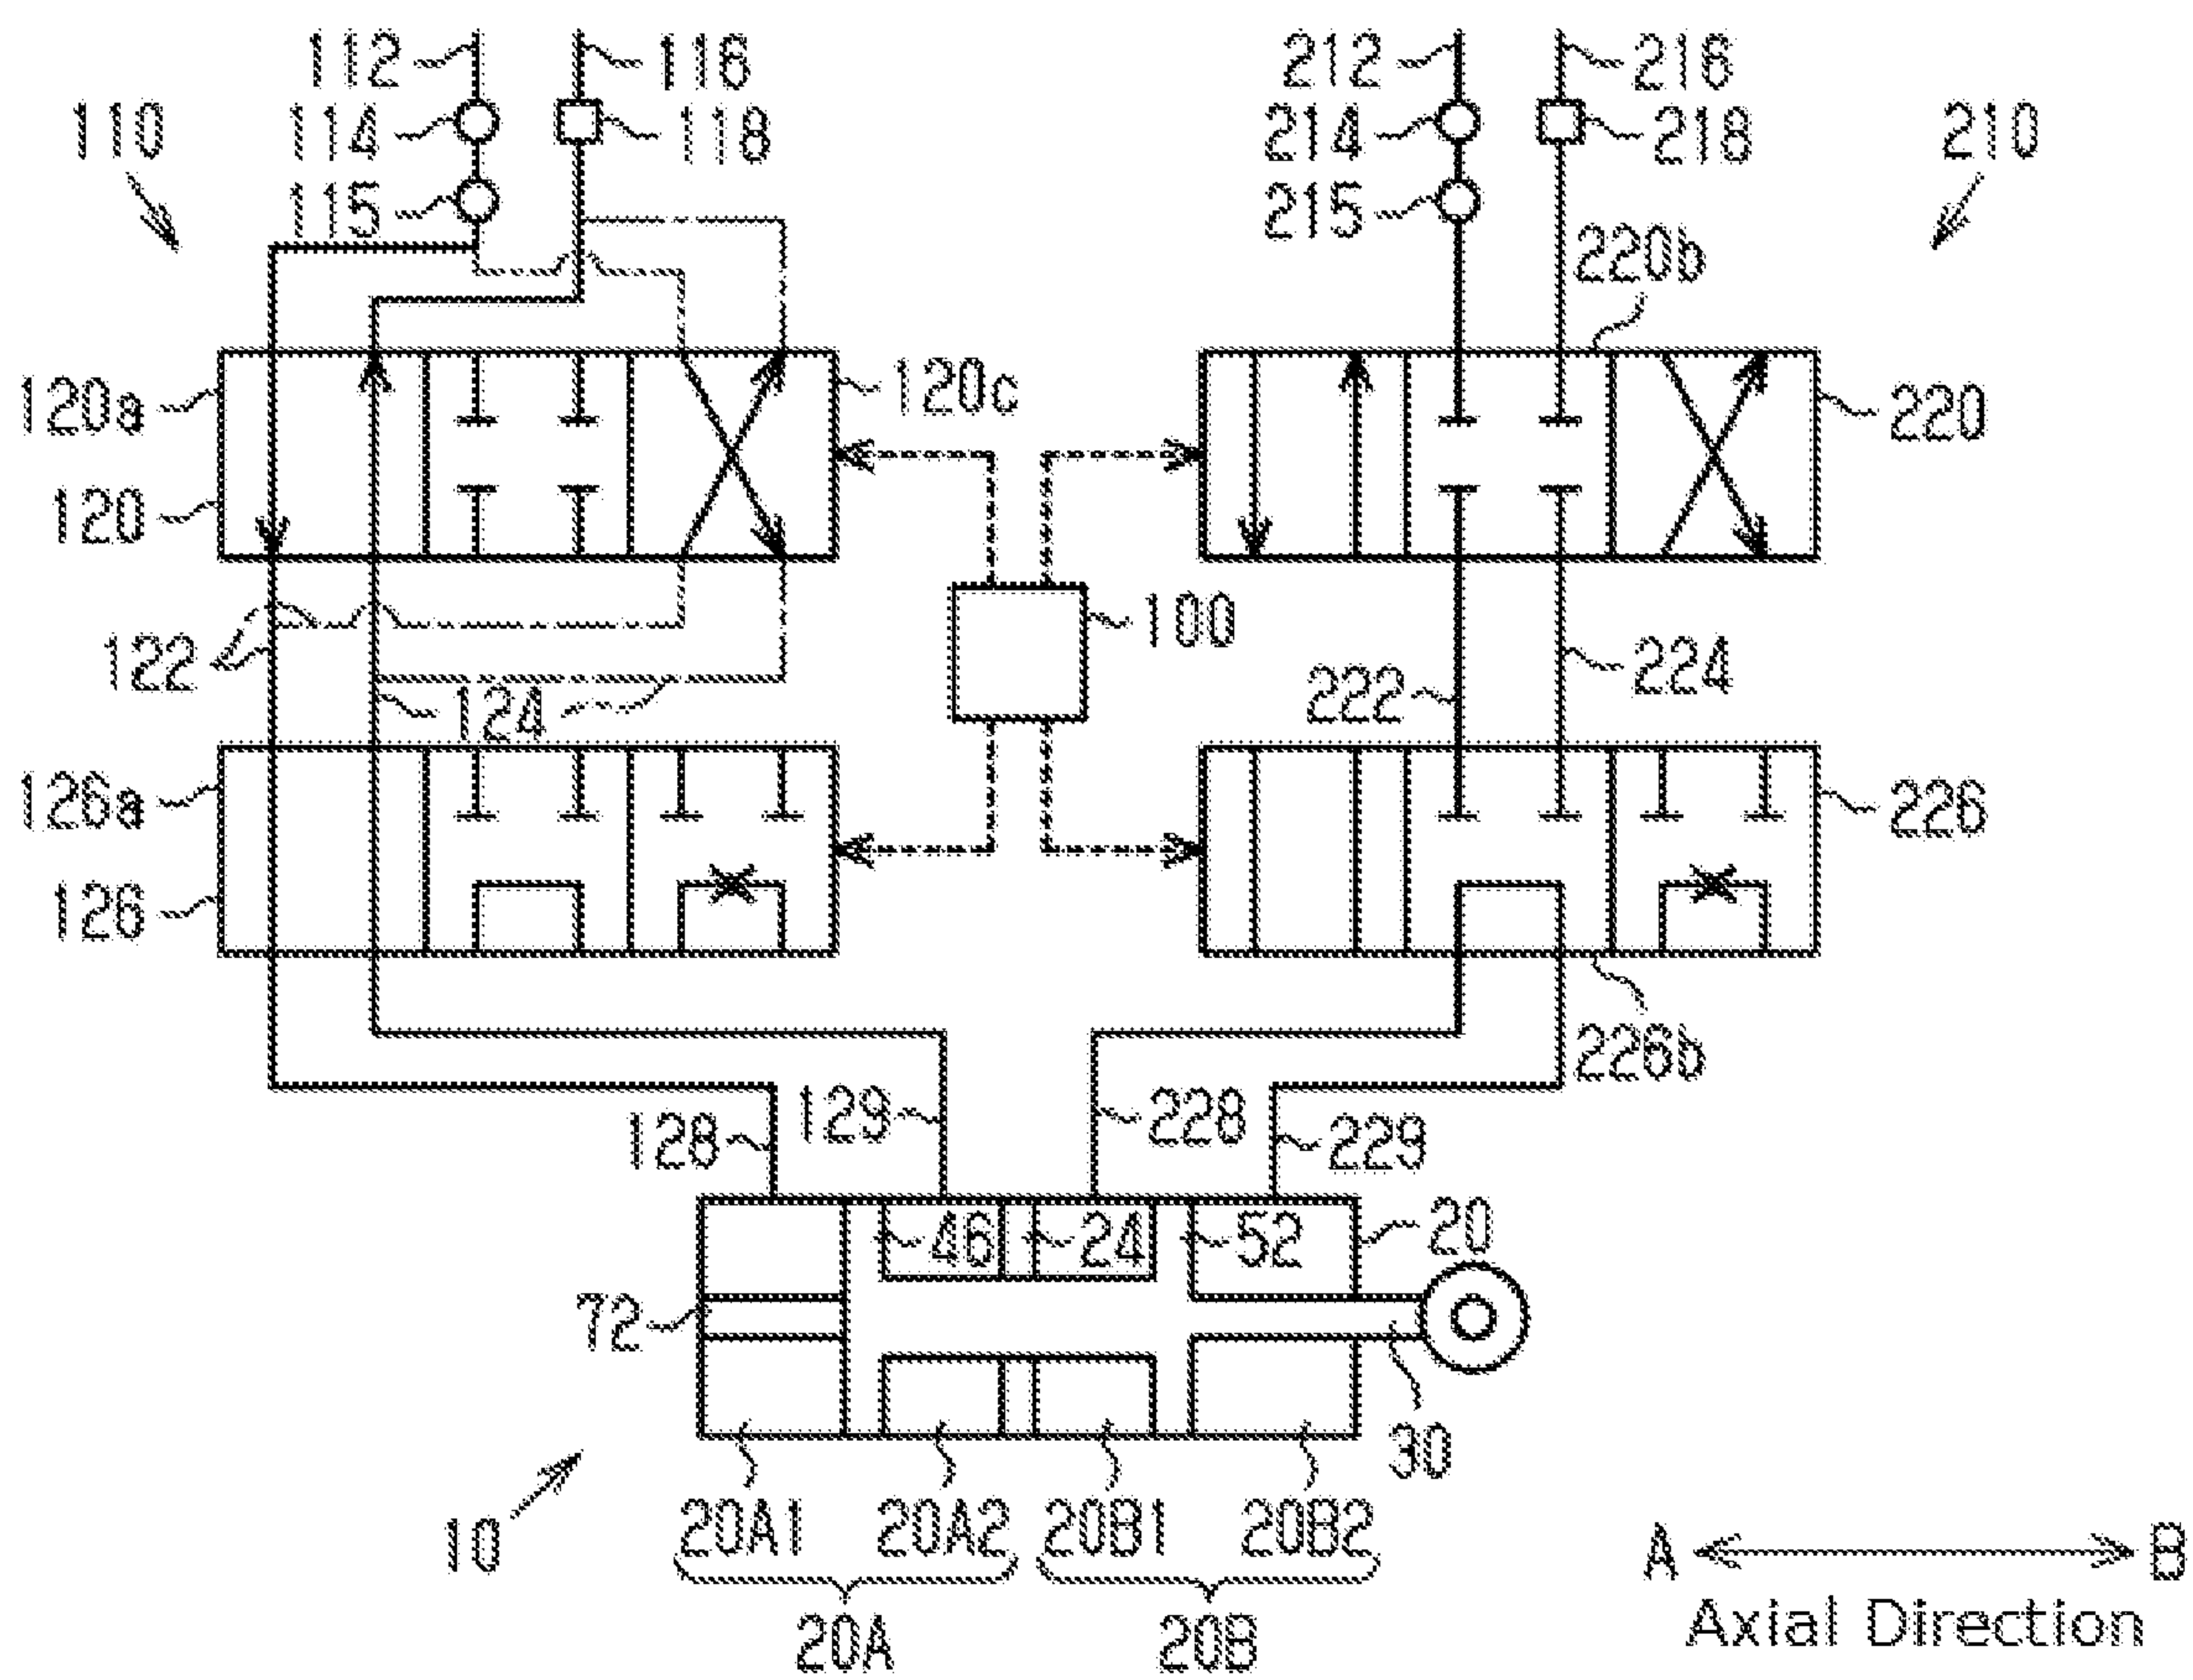 112 116 212 216
110 114 118 214 218 210
115 215
220b
120a 120c 220
120
100
122 124 222 224
126a 226
126
226b
128 129 228 229
46 24 52 20
72
30
20A1 20A2 20B1 20B2
10
A B
20A 20B
Axial Direction